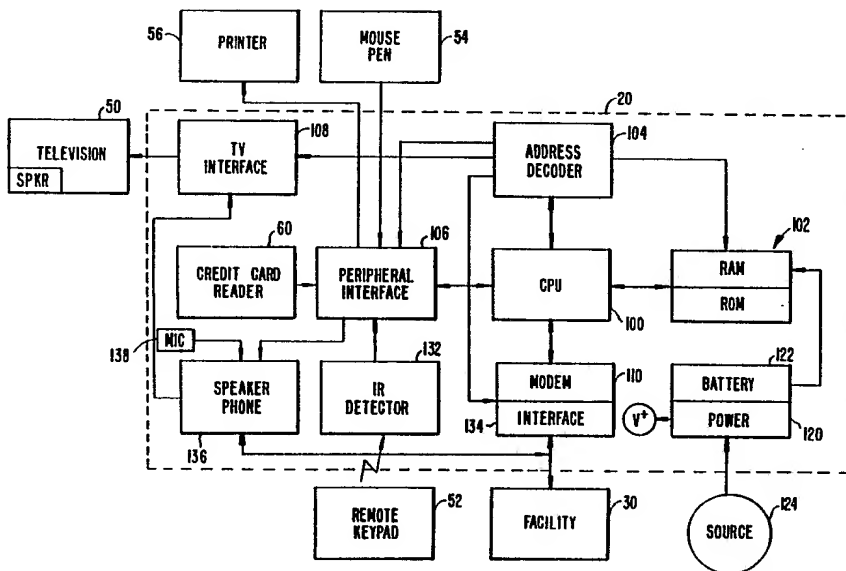 56
PRINTER
MOUSE
PEN
54
50
TELEVISION
SPKR
108
TV
INTERFACE
20
ADDRESS
DECODER
104
60
CREDIT CARD
READER
106
PERIPHERAL
INTERFACE
CPU
100
102
RAM
ROM
138
MIC
SPEAKER
PHONE
136
132
IR
DETECTOR
MODEM
110
134
INTERFACE
122
BATTERY
V+
POWER
120
REMOTE
KEYPAD
52
FACILITY
30
SOURCE
124